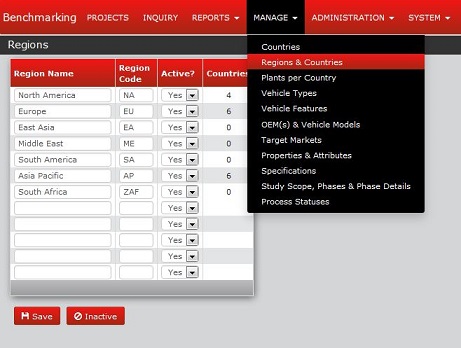 Benchmarking PROJECTS INQUIRY REPORTS MANAGE ADMINISTRATION SYSTEM
Regions
Region Name Region Code Active? Countries
North America NA Yes 4
Europe EU Yes 6
East Asia EA Yes 0
Middle East ME Yes 0
South America SA Yes 0
Asia Pacific AP Yes 6
South Africa ZAF Yes 0
Yes
Yes
Yes
Yes
Yes
Countries
Regions & Countries
Plants per Country
Vehicle Types
Vehicle Features
OEM(s) & Vehicle Models
Target Markets
Properties & Attributes
Specifications
Study Scope, Phases & Phase Details
Process Statuses
Save Inactive